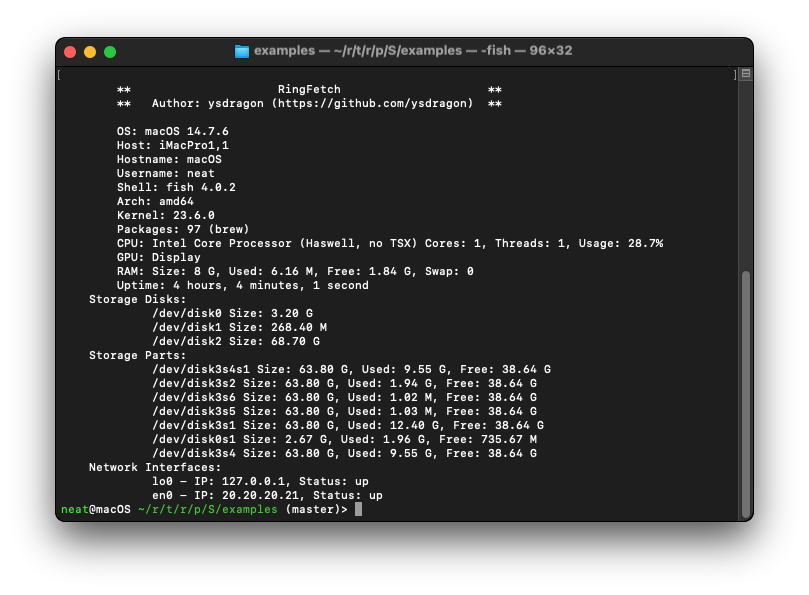 examples — ~/r/t/r/p/S/examples — -fish — 96×32
[ ]
** RingFetch **
** Author: ysdragon (https://github.com/ysdragon) **
OS: macOS 14.7.6
Host: iMacPro1,1
Hostname: macOS
Username: neat
Shell: fish 4.0.2
Arch: amd64
Kernel: 23.6.0
Packages: 97 (brew)
CPU: Intel Core Processor (Haswell, no TSX) Cores: 1, Threads: 1, Usage: 28.7%
GPU: Display
RAM: Size: 8 G, Used: 6.16 M, Free: 1.84 G, Swap: 0
Uptime: 4 hours, 4 minutes, 1 second
Storage Disks:
/dev/disk0 Size: 3.20 G
/dev/disk1 Size: 268.40 M
/dev/disk2 Size: 68.70 G
Storage Parts:
/dev/disk3s4s1 Size: 63.80 G, Used: 9.55 G, Free: 38.64 G
/dev/disk3s2 Size: 63.80 G, Used: 1.94 G, Free: 38.64 G
/dev/disk3s6 Size: 63.80 G, Used: 1.02 M, Free: 38.64 G
/dev/disk3s5 Size: 63.80 G, Used: 1.03 M, Free: 38.64 G
/dev/disk3s1 Size: 63.80 G, Used: 12.40 G, Free: 38.64 G
/dev/disk0s1 Size: 2.67 G, Used: 1.96 G, Free: 735.67 M
/dev/disk3s4 Size: 63.80 G, Used: 9.55 G, Free: 38.64 G
Network Interfaces:
lo0 – IP: 127.0.0.1, Status: up
en0 – IP: 20.20.20.21, Status: up
neat@macOS ~/r/t/r/p/S/examples (master)>